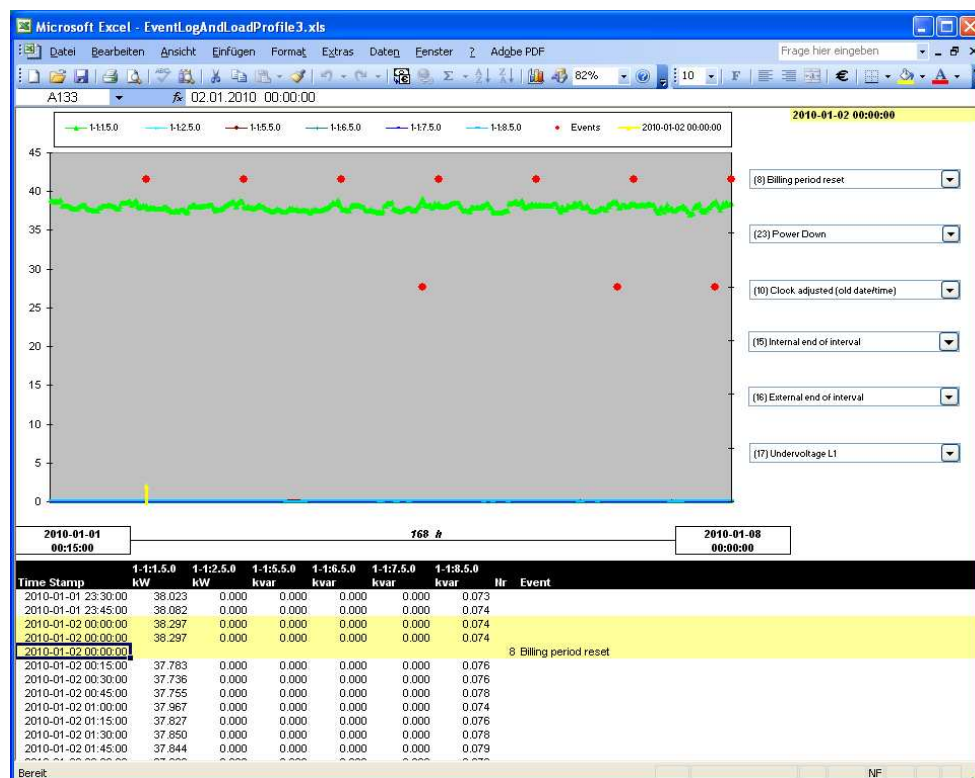 Microsoft Excel - EventLogAndLoadProfile3.xls
Datei Bearbeiten Ansicht Einfügen Format Extras Daten Fenster ? Adobe PDF Frage hier eingeben
82% 10 F € A
A133 fx 02.01.2010 00:00:00
1-1:1.5.0 1-1:2.5.0 1-1:5.5.0 1-1:6.5.0 1-1:7.5.0 1-1:8.5.0 Events 2010-01-02 00:00:00
2010-01-02 00:00:00
45
40
35
30
25
20
15
10
5
0
(8) Billing period reset
(23) Power Down
(10) Clock adjusted (old date/time)
(15) Internal end of interval
(16) External end of interval
(17) Undervoltage L1
2010-01-01 168 h 2010-01-08
00:15:00 00:00:00
1-1:1.5.0 1-1:2.5.0 1-1:5.5.0 1-1:6.5.0 1-1:7.5.0 1-1:8.5.0
Time Stamp kW kW kvar kvar kvar kvar Nr Event
2010-01-01 23:30:00 38.023 0.000 0.000 0.000 0.000 0.073
2010-01-01 23:45:00 38.082 0.000 0.000 0.000 0.000 0.074
2010-01-02 00:00:00 38.297 0.000 0.000 0.000 0.000 0.074
2010-01-02 00:00:00 38.297 0.000 0.000 0.000 0.000 0.074
2010-01-02 00:00:00 8 Billing period reset
2010-01-02 00:15:00 37.783 0.000 0.000 0.000 0.000 0.076
2010-01-02 00:30:00 37.736 0.000 0.000 0.000 0.000 0.076
2010-01-02 00:45:00 37.755 0.000 0.000 0.000 0.000 0.078
2010-01-02 01:00:00 37.967 0.000 0.000 0.000 0.000 0.074
2010-01-02 01:15:00 37.827 0.000 0.000 0.000 0.000 0.076
2010-01-02 01:30:00 37.850 0.000 0.000 0.000 0.000 0.078
2010-01-02 01:45:00 37.844 0.000 0.000 0.000 0.000 0.079
Bereit NF